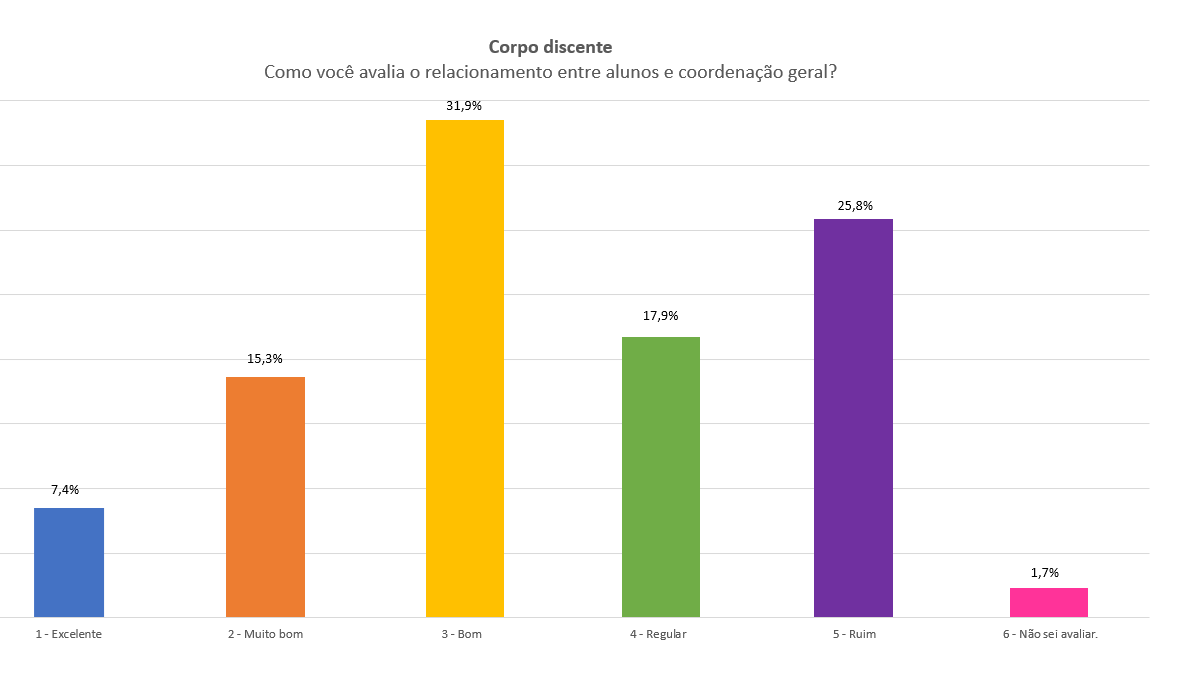 Corpo discente
Como você avalia o relacionamento entre alunos e coordenação geral?
31,9%
25,8%
17,9%
15,3%
7,4%
1,7%
1 - Excelente
2 - Muito bom
3 - Bom
4 - Regular
5 - Ruim
6 - Não sei avaliar.